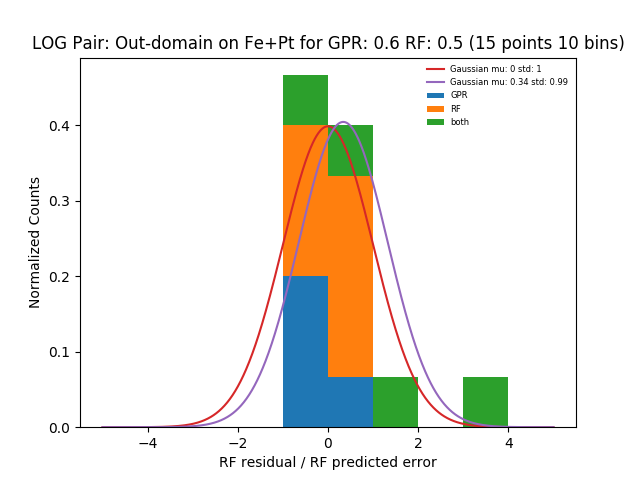 LOG Pair: Out-domain on Fe+Pt for GPR: 0.6 RF: 0.5 (15 points 10 bins)
Gaussian mu: 0 std: 1
Gaussian mu: 0.34 std: 0.99
GPR
RF
both
Normalized Counts
0.4
0.3
0.2
0.1
0.0
−4 −2 0 2 4
RF residual / RF predicted error